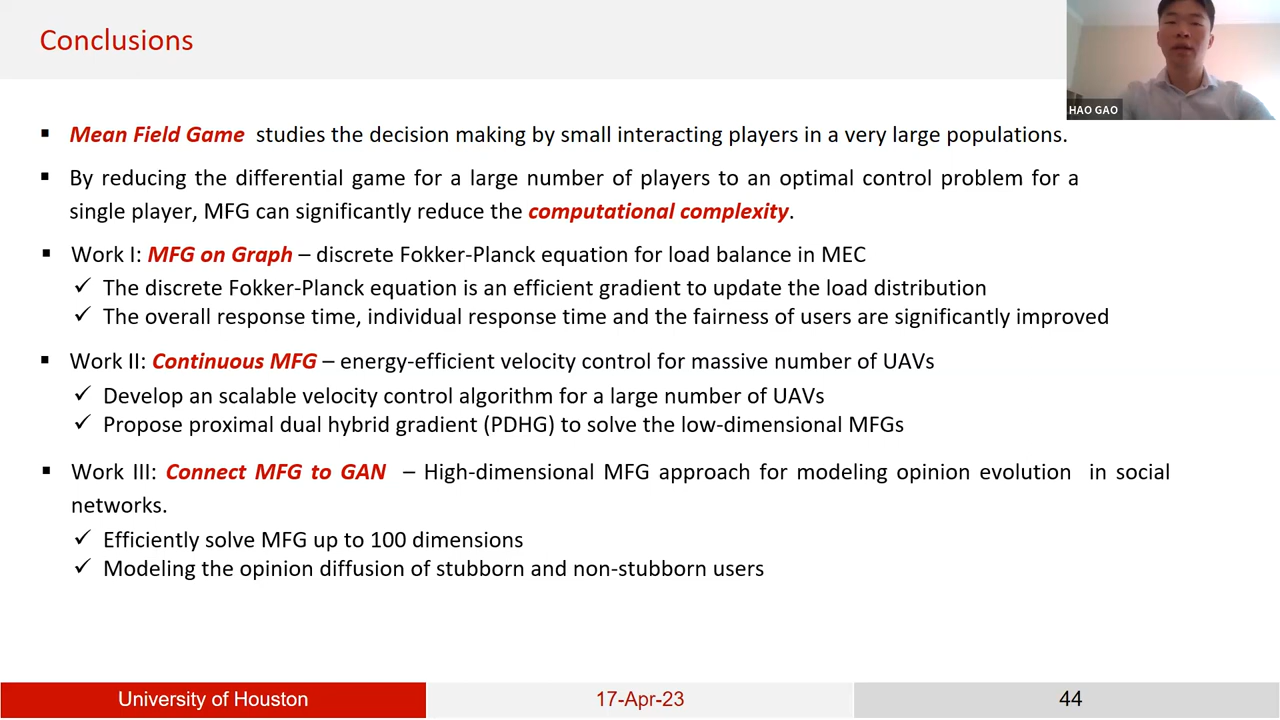 Conclusions
HAO GAO
▪ Mean Field Game studies the decision making by small interacting players in a very large populations.
▪ By reducing the differential game for a large number of players to an optimal control problem for a
single player, MFG can significantly reduce the computational complexity.
▪ Work I: MFG on Graph – discrete Fokker-Planck equation for load balance in MEC
✓ The discrete Fokker-Planck equation is an efficient gradient to update the load distribution
✓ The overall response time, individual response time and the fairness of users are significantly improved
▪ Work II: Continuous MFG – energy-efficient velocity control for massive number of UAVs
✓ Develop an scalable velocity control algorithm for a large number of UAVs
✓ Propose proximal dual hybrid gradient (PDHG) to solve the low-dimensional MFGs
▪ Work III: Connect MFG to GAN – High-dimensional MFG approach for modeling opinion evolution in social
networks.
✓ Efficiently solve MFG up to 100 dimensions
✓ Modeling the opinion diffusion of stubborn and non-stubborn users
University of Houston
17-Apr-23
44